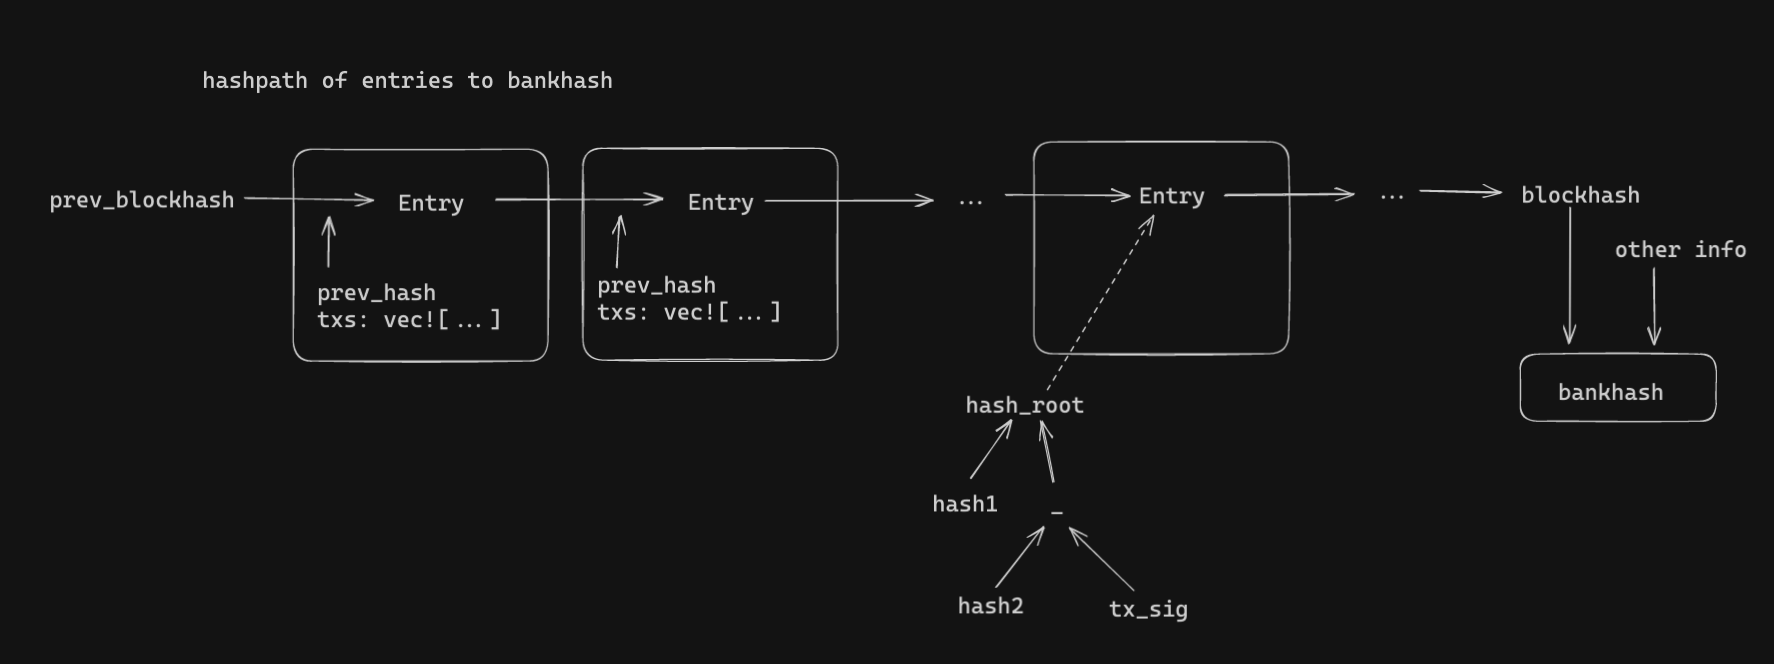 hashpath of entries to bankhash
prev_blockhash
Entry
prev_hash
txs: vec![...]
Entry
prev_hash
txs: vec![...]
...
Entry
...
blockhash
other info
bankhash
hash_root
hash1
_
hash2
tx_sig